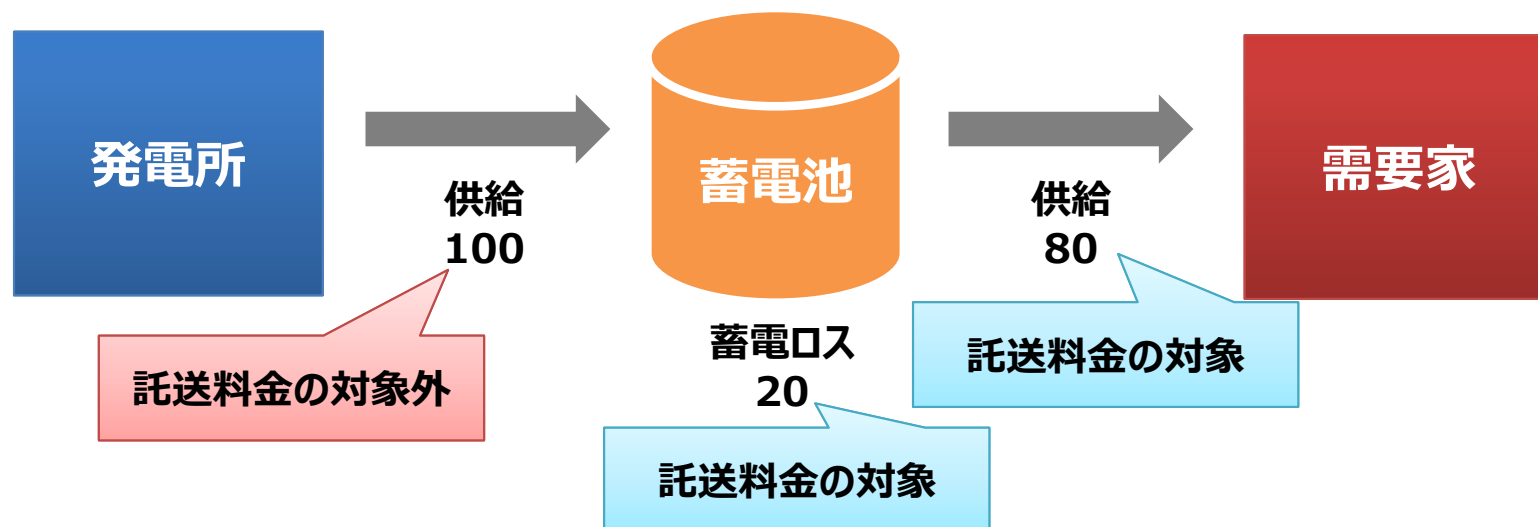 発電所
供給
100
託送料金の対象外
蓄電池
蓄電ロス
20
託送料金の対象
供給
80
託送料金の対象
需要家